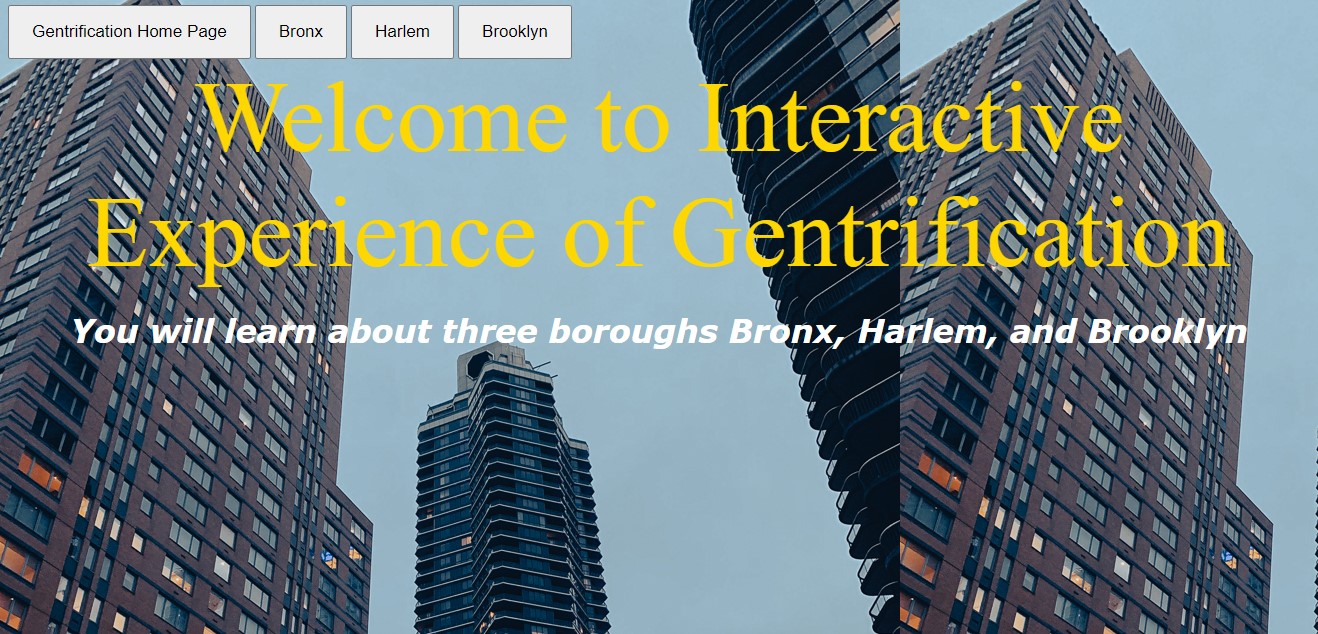 Gentrification Home Page Bronx Harlem Brooklyn
Welcome to Interactive
Experience of Gentrification
You will learn about three boroughs Bronx, Harlem, and Brooklyn